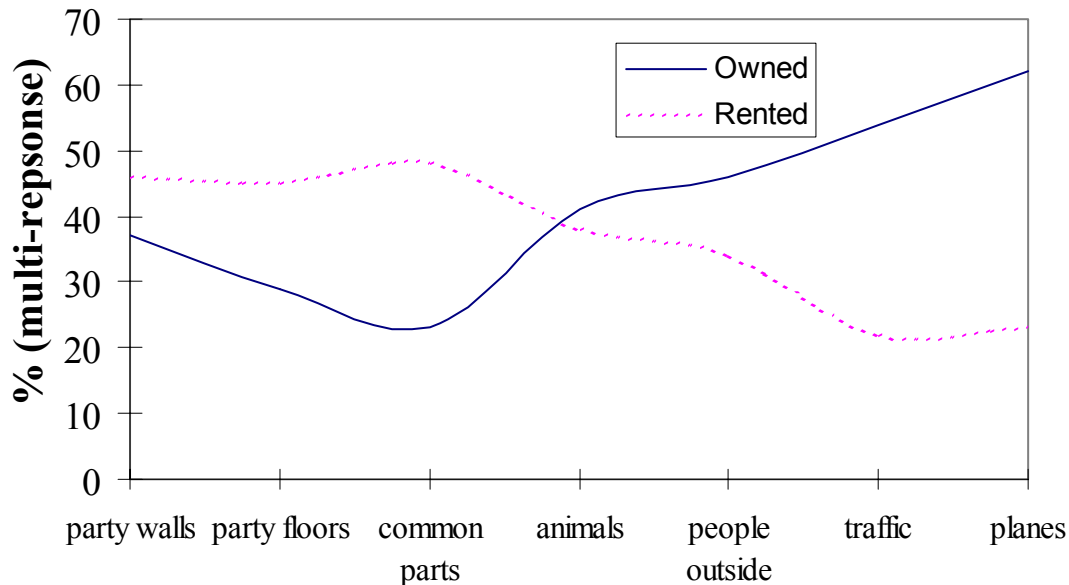 % (multi-repsonse)
70
60
50
40
30
20
10
0
Owned
Rented
party walls party floors common parts animals people outside traffic planes